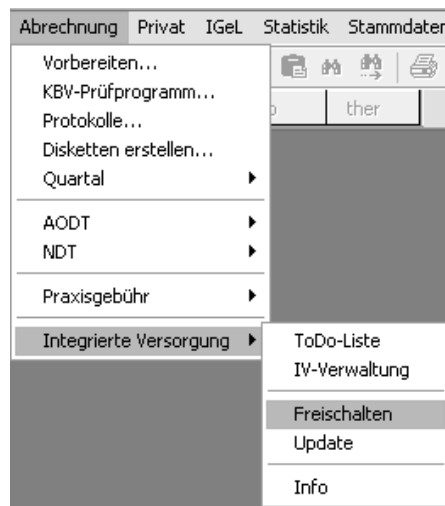 Abrechnung Privat IGeL Statistik Stammdaten
Vorbereiten...
KBV-Prüfprogramm...
Protokolle...
Disketten erstellen...
ther
Quartal
AODT
NDT
Praxisgebühr
Integrierte Versorgung
ToDo-Liste
IV-Verwaltung
Freischalten
Update
Info